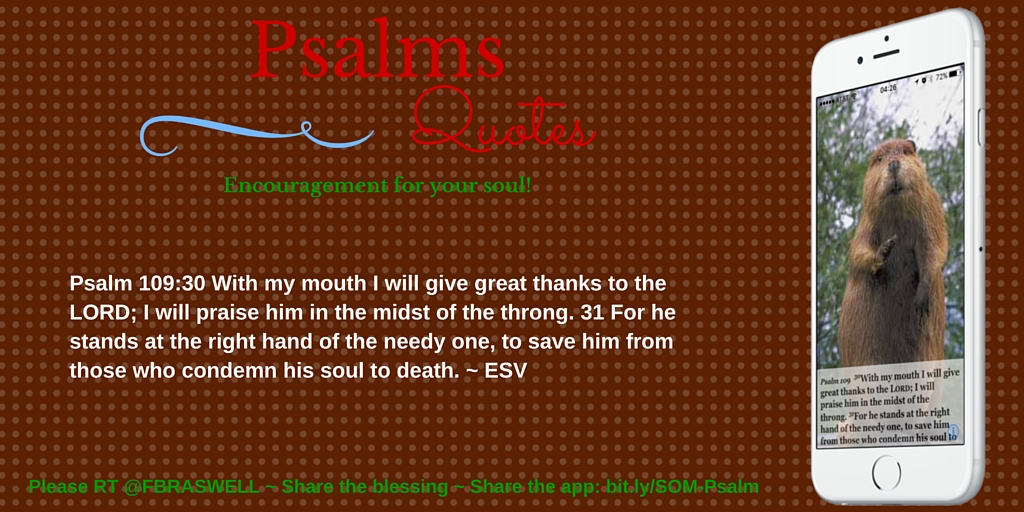 Psalms
Quotes
Encouragement for your soul!
Psalm 109:30 With my mouth I will give great thanks to the
LORD; I will praise him in the midst of the throng. 31 For he
stands at the right hand of the needy one, to save him from
those who condemn his soul to death. ~ ESV
Please RT @FBRASWELL ~ Share the blessing ~ Share the app: bit.ly/SOM-Psalm
04:26
72%
Psalm 109 30With my mouth I will give
great thanks to the LORD; I will
praise him in the midst of the
throng. 31For he stands at the right
hand of the needy one, to save him
from those who condemn his soul to